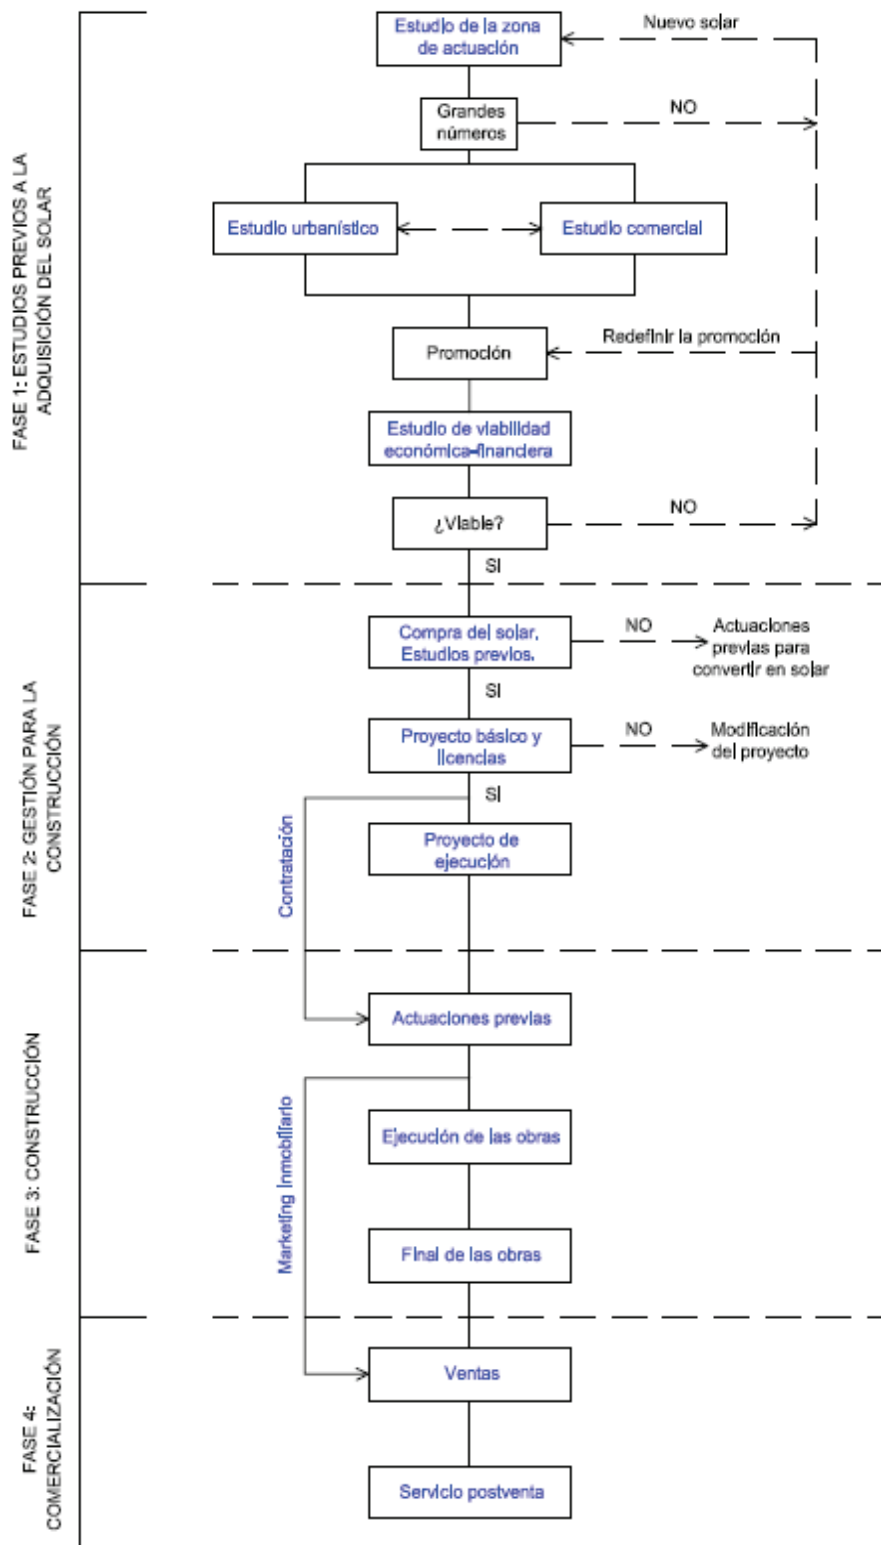 FASE 1: ESTUDIOS PREVIOS A LA
ADQUISICIÓN DEL SOLAR
Estudio de la zona
de actuación
Nuevo solar
Grandes
números
NO
Estudio urbanístico
Estudio comercial
Promoción
Redefinir la promoción
Estudio de viabilidad
económica-financiera
¿Viable?
NO
SI
FASE 2: GESTIÓN PARA LA
CONSTRUCCIÓN
Compra del solar.
Estudios previos.
NO
Actuaciones
previas para
convertir en solar
SI
Proyecto básico y
licencias
NO
Modificación
del proyecto
SÍ
Contratación
Proyecto de
ejecución
FASE 3: CONSTRUCCIÓN
Actuaciones previas
Marketing Inmobiliario
Ejecución de las obras
Final de las obras
FASE 4:
COMERCIALIZACIÓN
Ventas
Servicio postventa